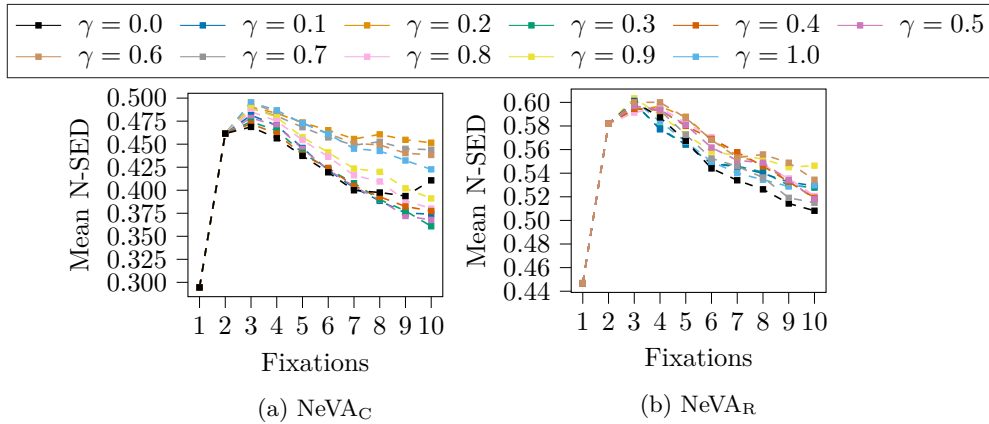 γ = 0.0 γ = 0.1 γ = 0.2 γ = 0.3 γ = 0.4 γ = 0.5
γ = 0.6 γ = 0.7 γ = 0.8 γ = 0.9 γ = 1.0
Mean N-SED
0.500
0.475
0.450
0.425
0.400
0.375
0.350
0.325
0.300
1 2 3 4 5 6 7 8 9 10
Fixations
(a) NeVA_C
Mean N-SED
0.60
0.58
0.56
0.54
0.52
0.50
0.48
0.46
0.44
1 2 3 4 5 6 7 8 9 10
Fixations
(b) NeVA_R